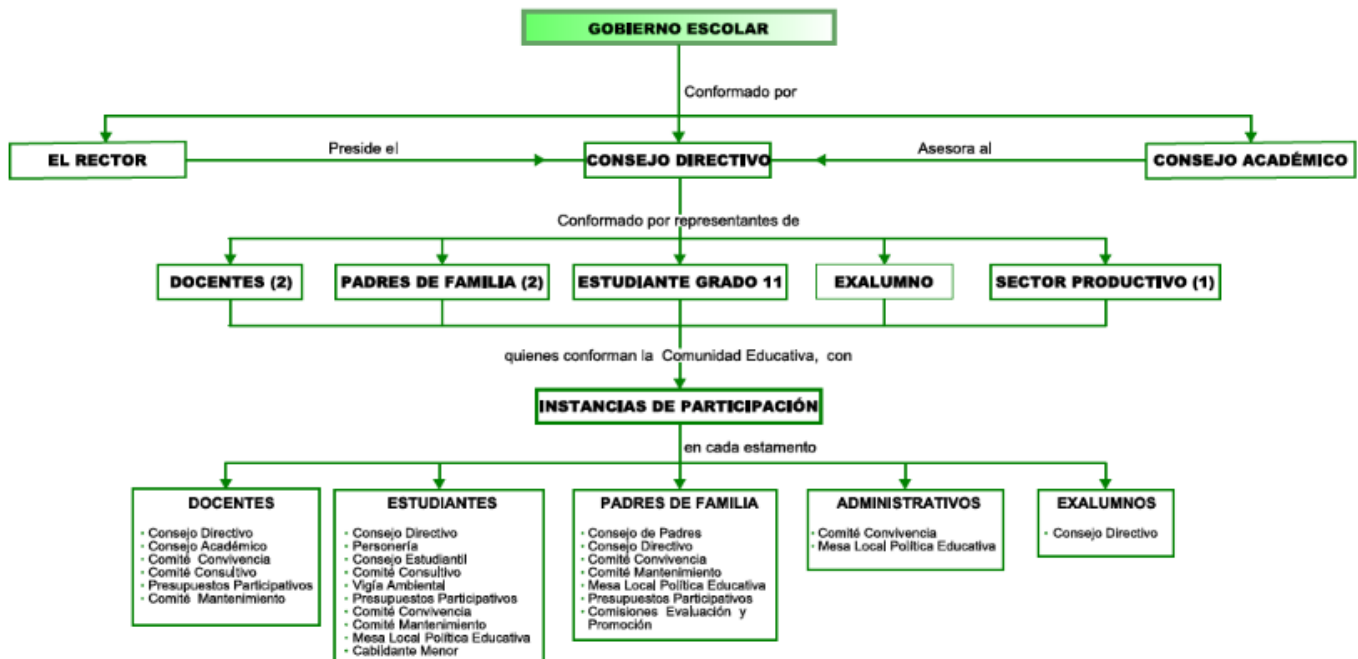 GOBIERNO ESCOLAR
Conformado por
EL RECTOR
Preside el
CONSEJO DIRECTIVO
Asesora al
CONSEJO ACADÉMICO
Conformado por representantes de
DOCENTES (2)
PADRES DE FAMILIA (2)
ESTUDIANTE GRADO 11
EXALUMNO
SECTOR PRODUCTIVO (1)
quienes conforman la Comunidad Educativa, con
INSTANCIAS DE PARTICIPACIÓN
en cada estamento
DOCENTES
• Consejo Directivo
• Consejo Académico
• Comité Convivencia
• Comité Consultivo
• Presupuestos Participativos
• Comité Mantenimiento
ESTUDIANTES
• Consejo Directivo
• Personería
• Consejo Estudiantil
• Comité Consultivo
• Vigía Ambiental
• Presupuestos Participativos
• Comité Convivencia
• Comité Mantenimiento
• Mesa Local Política Educativa
• Cabildante Menor
PADRES DE FAMILIA
• Consejo de Padres
• Consejo Directivo
• Comité Convivencia
• Comité Mantenimiento
• Mesa Local Política Educativa
• Presupuestos Participativos
• Comisiones Evaluación y
Promoción
ADMINISTRATIVOS
• Comité Convivencia
• Mesa Local Política Educativa
EXALUMNOS
• Consejo Directivo